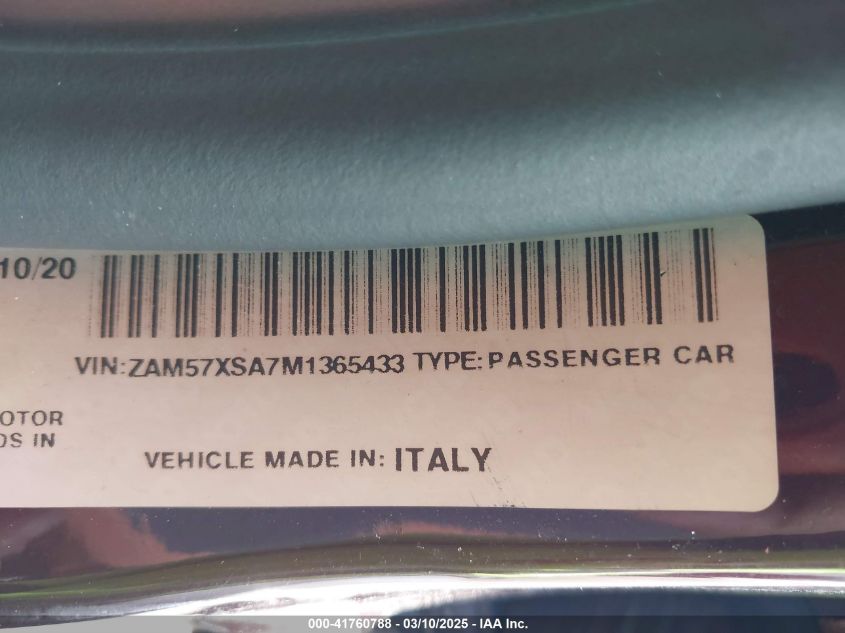 10/20
VIN:ZAM57XSA7M1365433 TYPE:PASSENGER CAR
OTOR
DS IN
VEHICLE MADE IN: ITALY
000-41760788 - 03/10/2025 - IAA Inc.